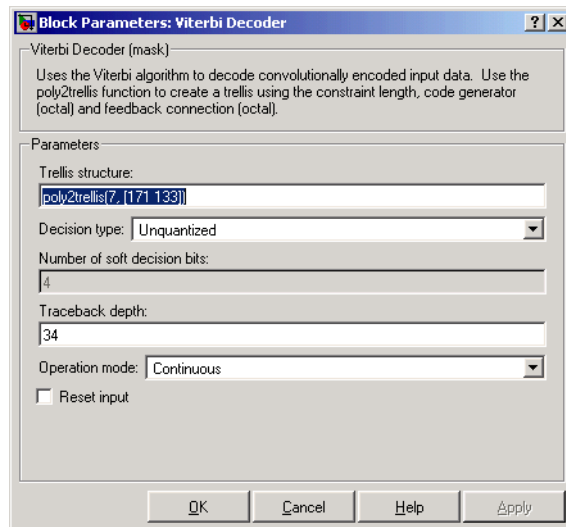 Block Parameters: Viterbi Decoder
Viterbi Decoder (mask)
Uses the Viterbi algorithm to decode convolutionally encoded input data. Use the
poly2trellis function to create a trellis using the constraint length, code generator
(octal) and feedback connection (octal).
Parameters
Trellis structure:
poly2trellis(7, [171 133])
Decision type: Unquantized
Number of soft decision bits:
4
Traceback depth:
34
Operation mode: Continuous
Reset input
OK Cancel Help Apply